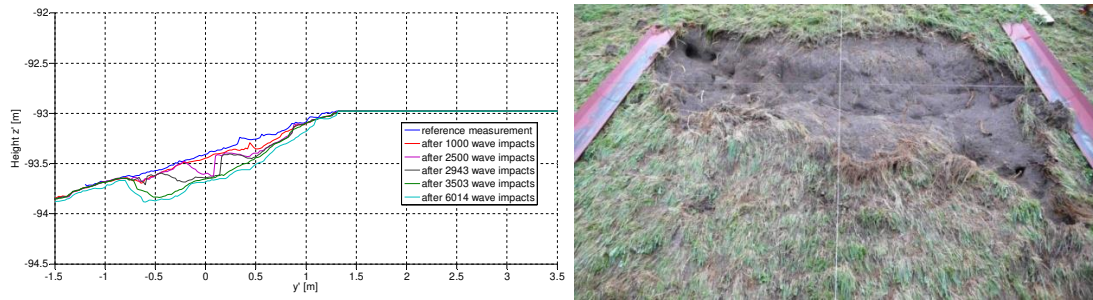 -92
-92.5
-93
-93.5
-94
-94.5
Height z' [m]
reference measurement
after 1000 wave impacts
after 2500 wave impacts
after 2943 wave impacts
after 3503 wave impacts
after 6014 wave impacts
-1.5 -1 -0.5 0 0.5 1 1.5 2 2.5 3 3.5
y' [m]